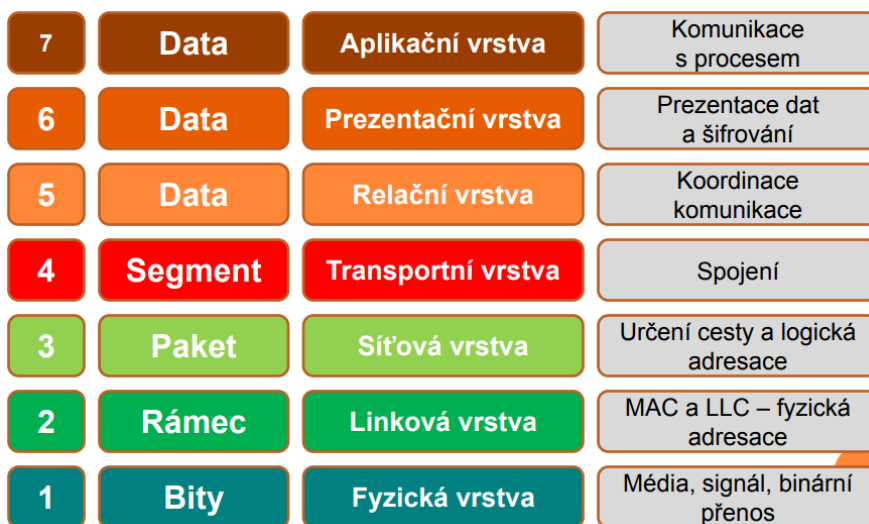 7 Data Aplikační vrstva Komunikace
s procesem
6 Data Prezentační vrstva Prezentace dat
a šifrování
5 Data Relační vrstva Koordinace
komunikace
4 Segment Transportní vrstva Spojení
3 Paket Síťová vrstva Určení cesty a logická
adresace
2 Rámec Linková vrstva MAC a LLC – fyzická
adresace
1 Bity Fyzická vrstva Média, signál, binární
přenos